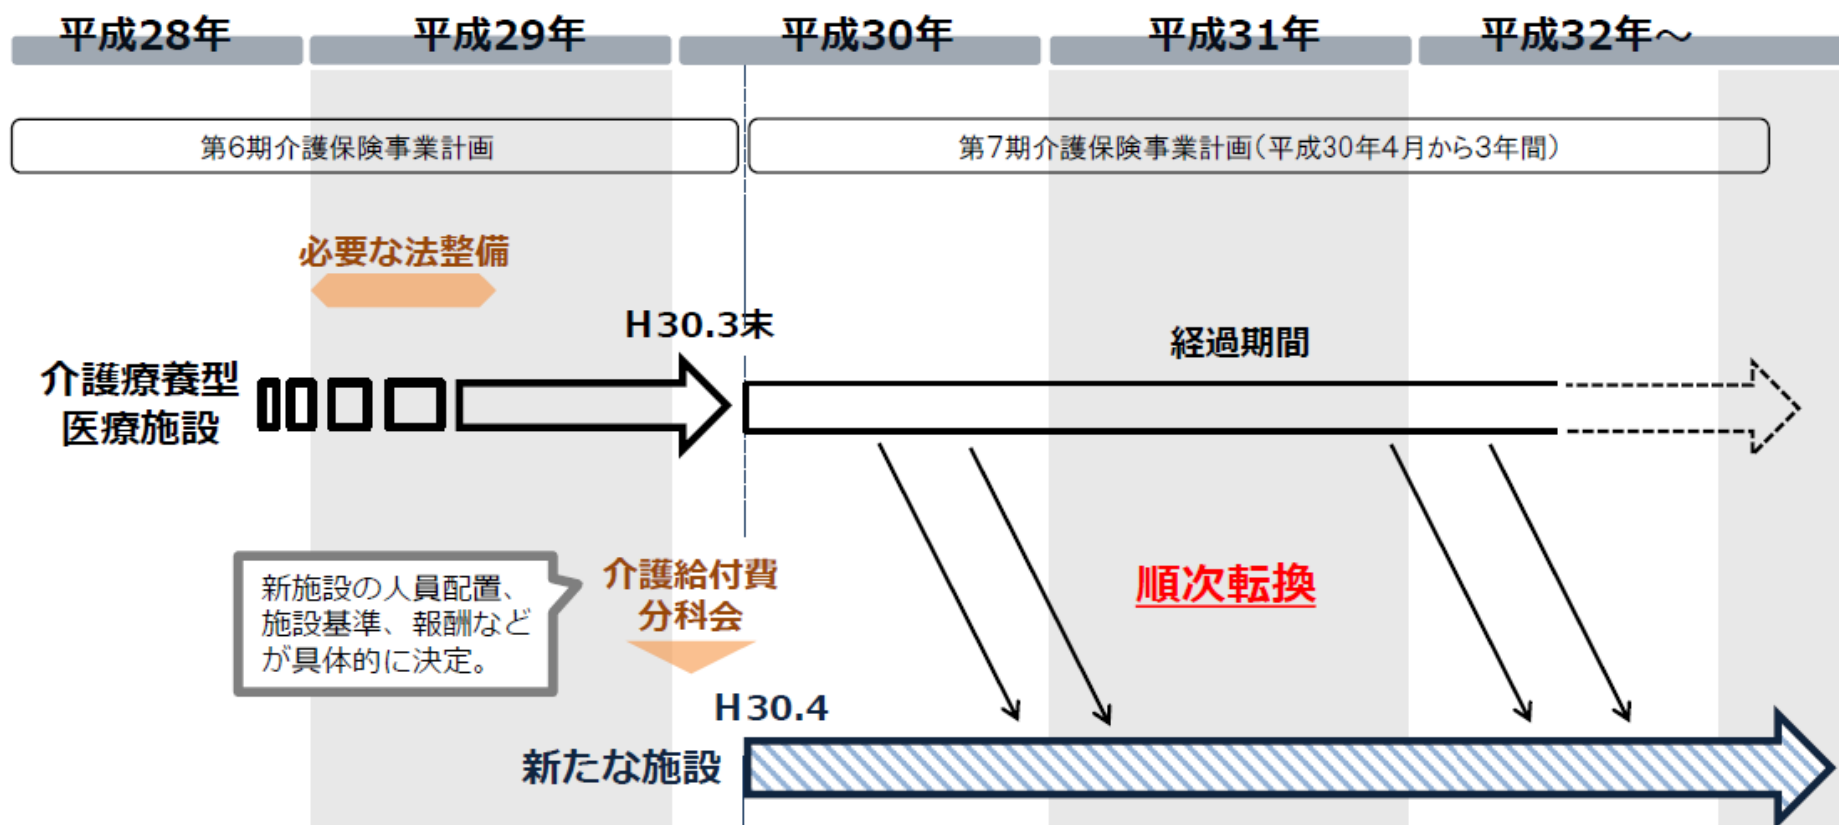 平成28年
平成29年
平成30年
平成31年
平成32年～
第6期介護保険事業計画
第7期介護保険事業計画（平成30年4月から3年間）
必要な法整備
H30.3末
経過期間
介護療養型
医療施設
新施設の人員配置、
施設基準、報酬など
が具体的に決定。
介護給付費
分科会
順次転換
H30.4
新たな施設